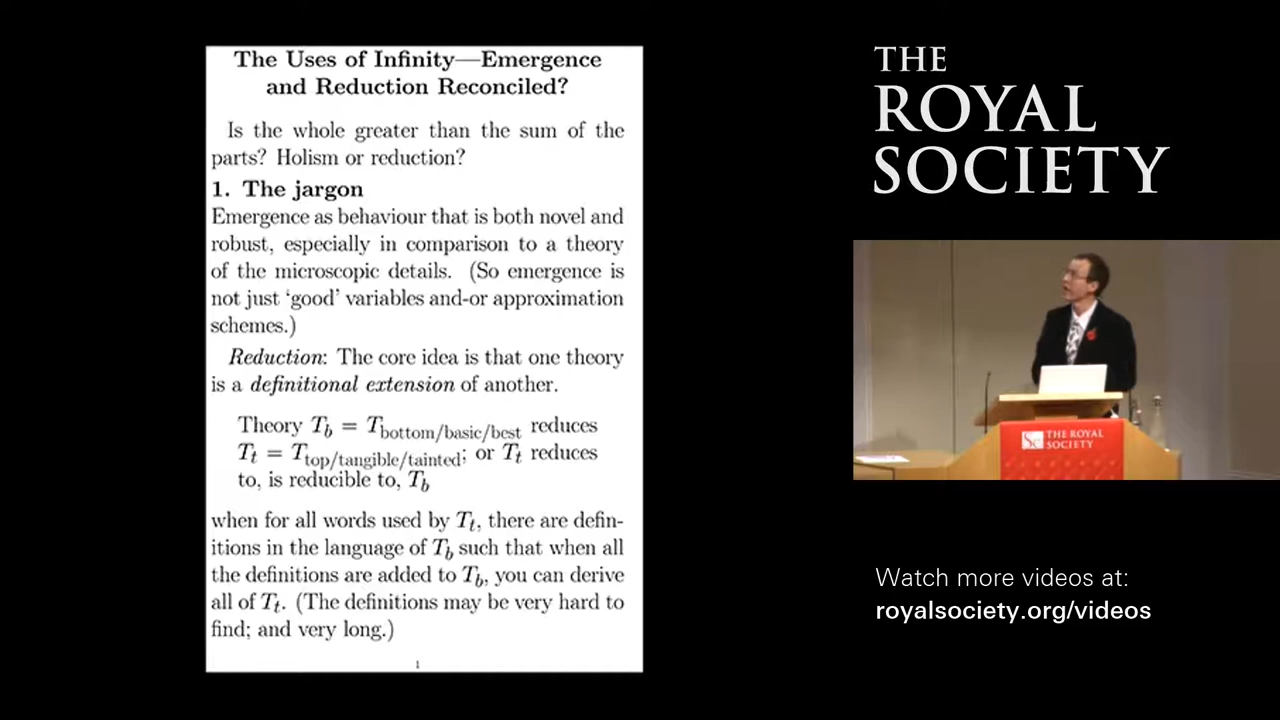 The Uses of Infinity—Emergence
and Reduction Reconciled?
Is the whole greater than the sum of the
parts? Holism or reduction?
1. The jargon
Emergence as behaviour that is both novel and
robust, especially in comparison to a theory
of the microscopic details. (So emergence is
not just ‘good’ variables and-or approximation
schemes.)
Reduction: The core idea is that one theory
is a definitional extension of another.
Theory T_b = T_bottom/basic/best reduces
T_t = T_top/tangible/tainted; or T_t reduces
to, is reducible to, T_b
when for all words used by T_t, there are defin-
itions in the language of T_b such that when all
the definitions are added to T_b, you can derive
all of T_t. (The definitions may be very hard to
find; and very long.)
1
THE
ROYAL
SOCIETY
THE ROYAL
SOCIETY
Watch more videos at:
royalsociety.org/videos